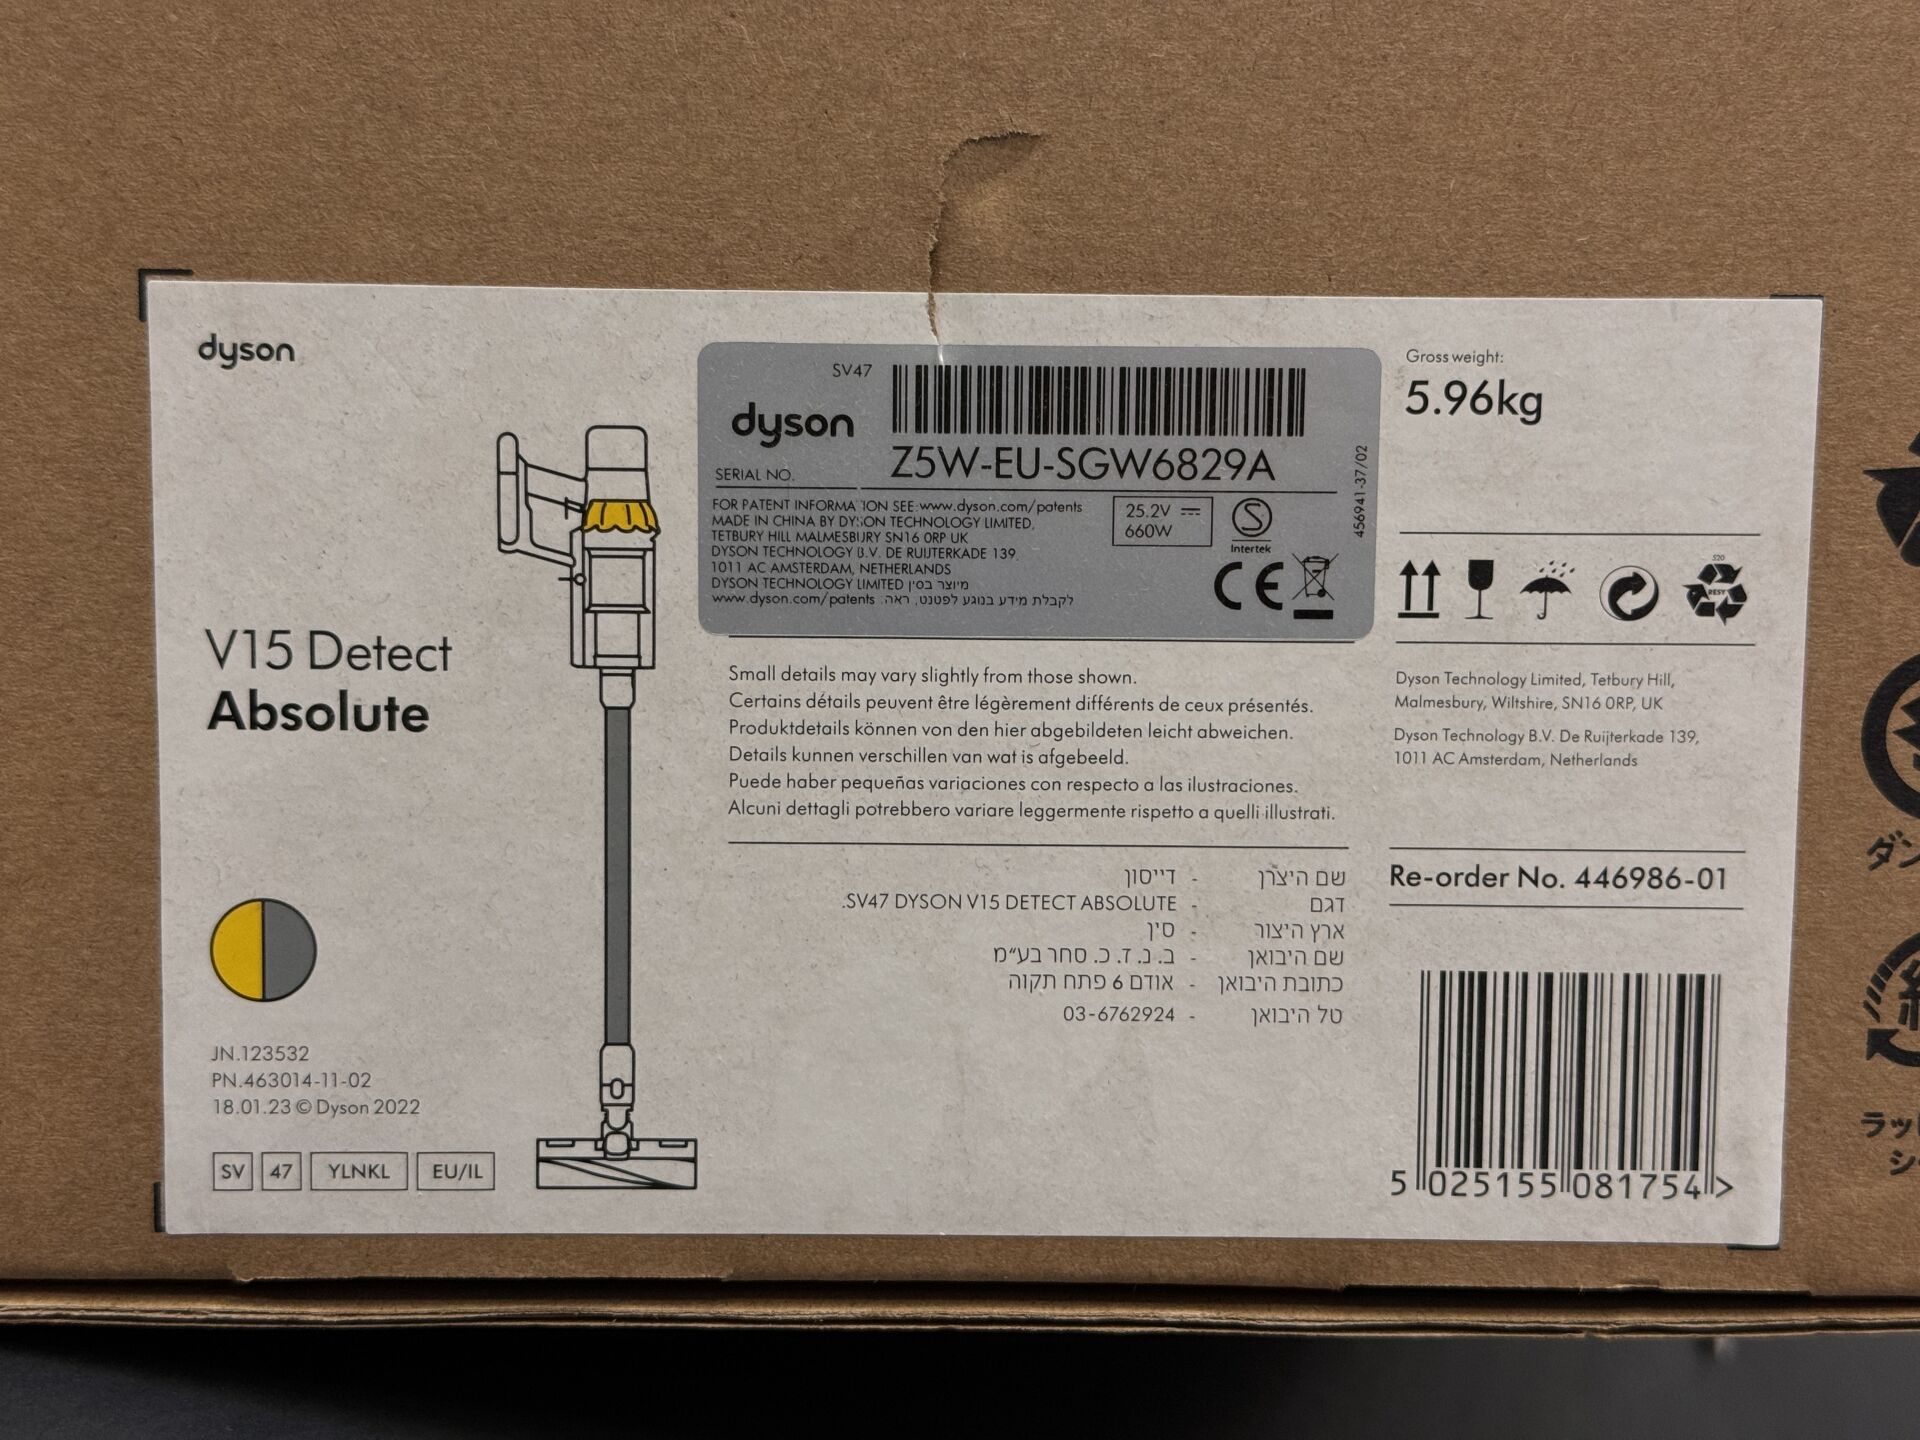 dyson
V15 Detect
Absolute
JN.123532
PN.463014-11-02
18.01.23 © Dyson 2022
SV 47 YLNKL EU/IL
SV47
dyson
SERIAL NO.
Z5W-EU-SGW6829A
456941-37/02
FOR PATENT INFORMA ION SEE: www.dyson.com/patents
MADE IN CHINA BY DYSON TECHNOLOGY LIMITED,
TETBURY HILL MALMESBURY SN16 0RP UK
DYSON TECHNOLOGY B.V. DE RUIJTERKADE 139,
1011 AC AMSTERDAM, NETHERLANDS
DYSON TECHNOLOGY LIMITED מיוצר בסין
לקבלת מידע בנוגע לפטנט, ראה: www.dyson.com/patents
25.2V
660W
Intertek
CE
Small details may vary slightly from those shown.
Certains détails peuvent être légèrement différents de ceux présentés.
Produktdetails können von den hier abgebildeten leicht abweichen.
Details kunnen verschillen van wat is afgebeeld.
Puede haber pequeñas variaciones con respecto a las ilustraciones.
Alcuni dettagli potrebbero variare leggermente rispetto a quelli illustrati.
שם היצרן - דייסון
דגם - SV47 DYSON V15 DETECT ABSOLUTE.
ארץ היצור - סין
שם היבואן - ב. נ. ז. כ. סחר בע״מ
כתובת היבואן - אודם 6 פתח תקוה
טל היבואן - 03-6762924
Gross weight:
5.96kg
S20
RESY
Dyson Technology Limited, Tetbury Hill,
Malmesbury, Wiltshire, SN16 0RP, UK
Dyson Technology B.V. De Ruijterkade 139,
1011 AC Amsterdam, Netherlands
Re-order No. 446986-01
5 025155 081754 >